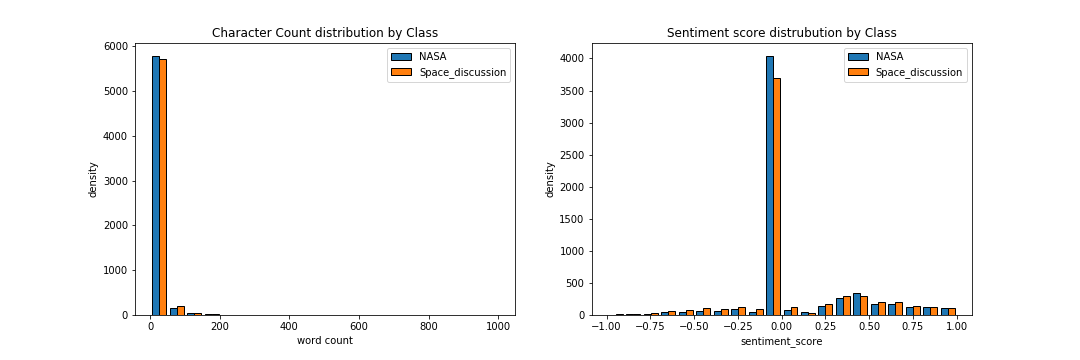 Character Count distribution by Class
6000
5000
4000
3000
2000
1000
0
density
0 200 400 600 800 1000
word count
NASA
Space_discussion
Sentiment score distrubution by Class
4000
3500
3000
2500
2000
1500
1000
500
0
density
−1.00 −0.75 −0.50 −0.25 0.00 0.25 0.50 0.75 1.00
sentiment_score
NASA
Space_discussion